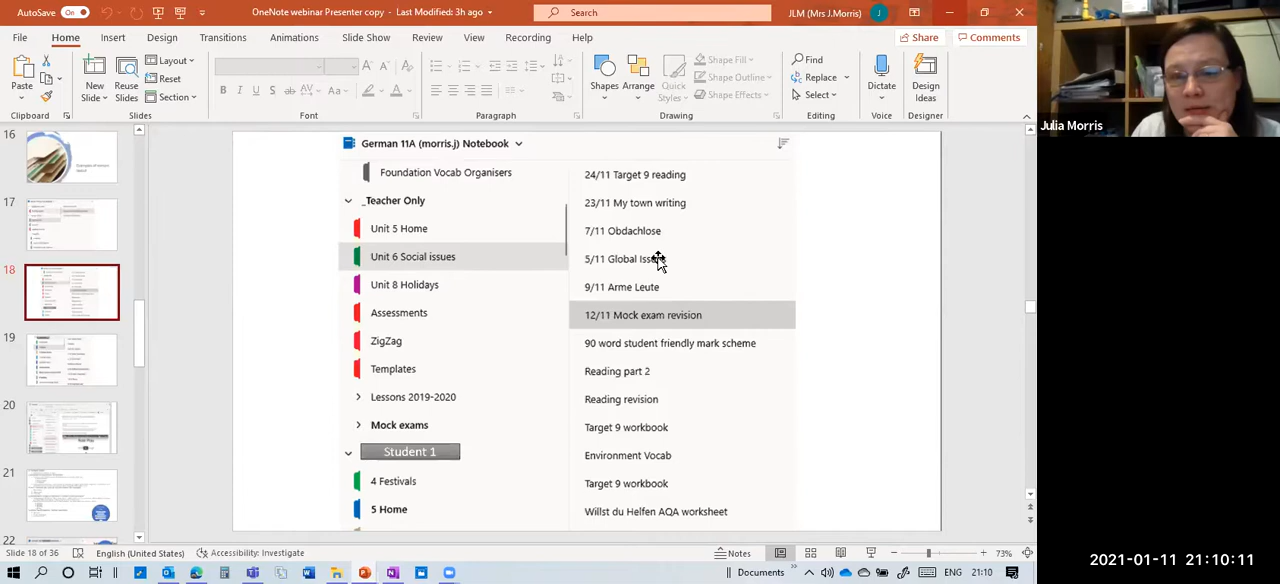 AutoSave On
OneNote webinar Presenter copy - Last Modified: 3h ago
Search
JLM (Mrs J.Morris)
J
File Home Insert Design Transitions Animations Slide Show Review View Recording Help
Share Comments
Paste
New Slide
Reuse Slides
Layout
Reset
Section
Shapes
Arrange
Quick Styles
Shape Fill
Shape Outline
Shape Effects
Find
Replace
Select
Dictate
Design Ideas
Clipboard Slides Font Paragraph Drawing Editing Voice Designer
Julia Morris
16
17
18
19
20
21
22
German 11A (morris.j) Notebook
Foundation Vocab Organisers
_Teacher Only
Unit 5 Home
Unit 6 Social issues
Unit 8 Holidays
Assessments
ZigZag
Templates
Lessons 2019-2020
Mock exams
Student 1
4 Festivals
5 Home
24/11 Target 9 reading
23/11 My town writing
7/11 Obdachlose
5/11 Global
9/11 Arme Leute
12/11 Mock exam revision
90 word student friendly mark scheme
Reading part 2
Reading revision
Target 9 workbook
Environment Vocab
Target 9 workbook
Willst du Helfen AQA worksheet
Slide 18 of 36
English (United States)
Accessibility: Investigate
Notes
73%
Documents
ENG
21:10
2021-01-11 21:10:11